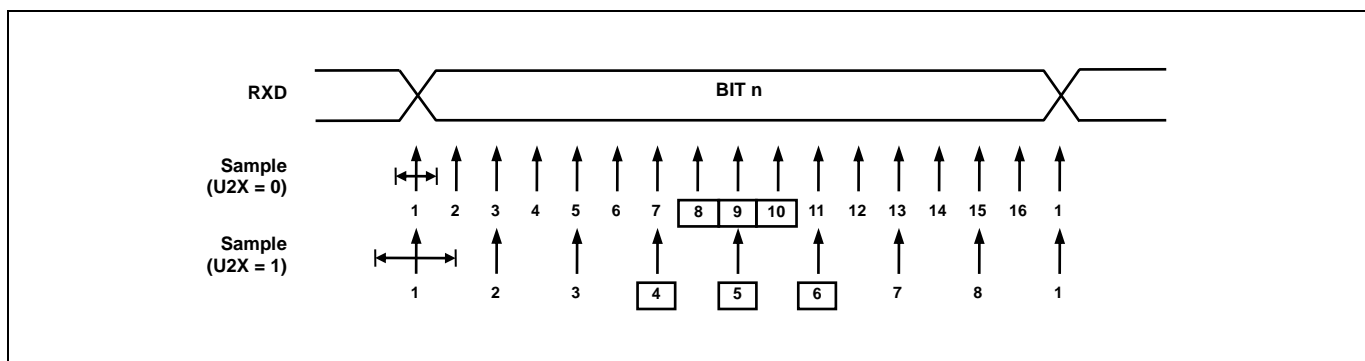 RXD
BIT n
Sample
(U2X = 0)
1 2 3 4 5 6 7 8 9 10 11 12 13 14 15 16 1
Sample
(U2X = 1)
1 2 3 4 5 6 7 8 1